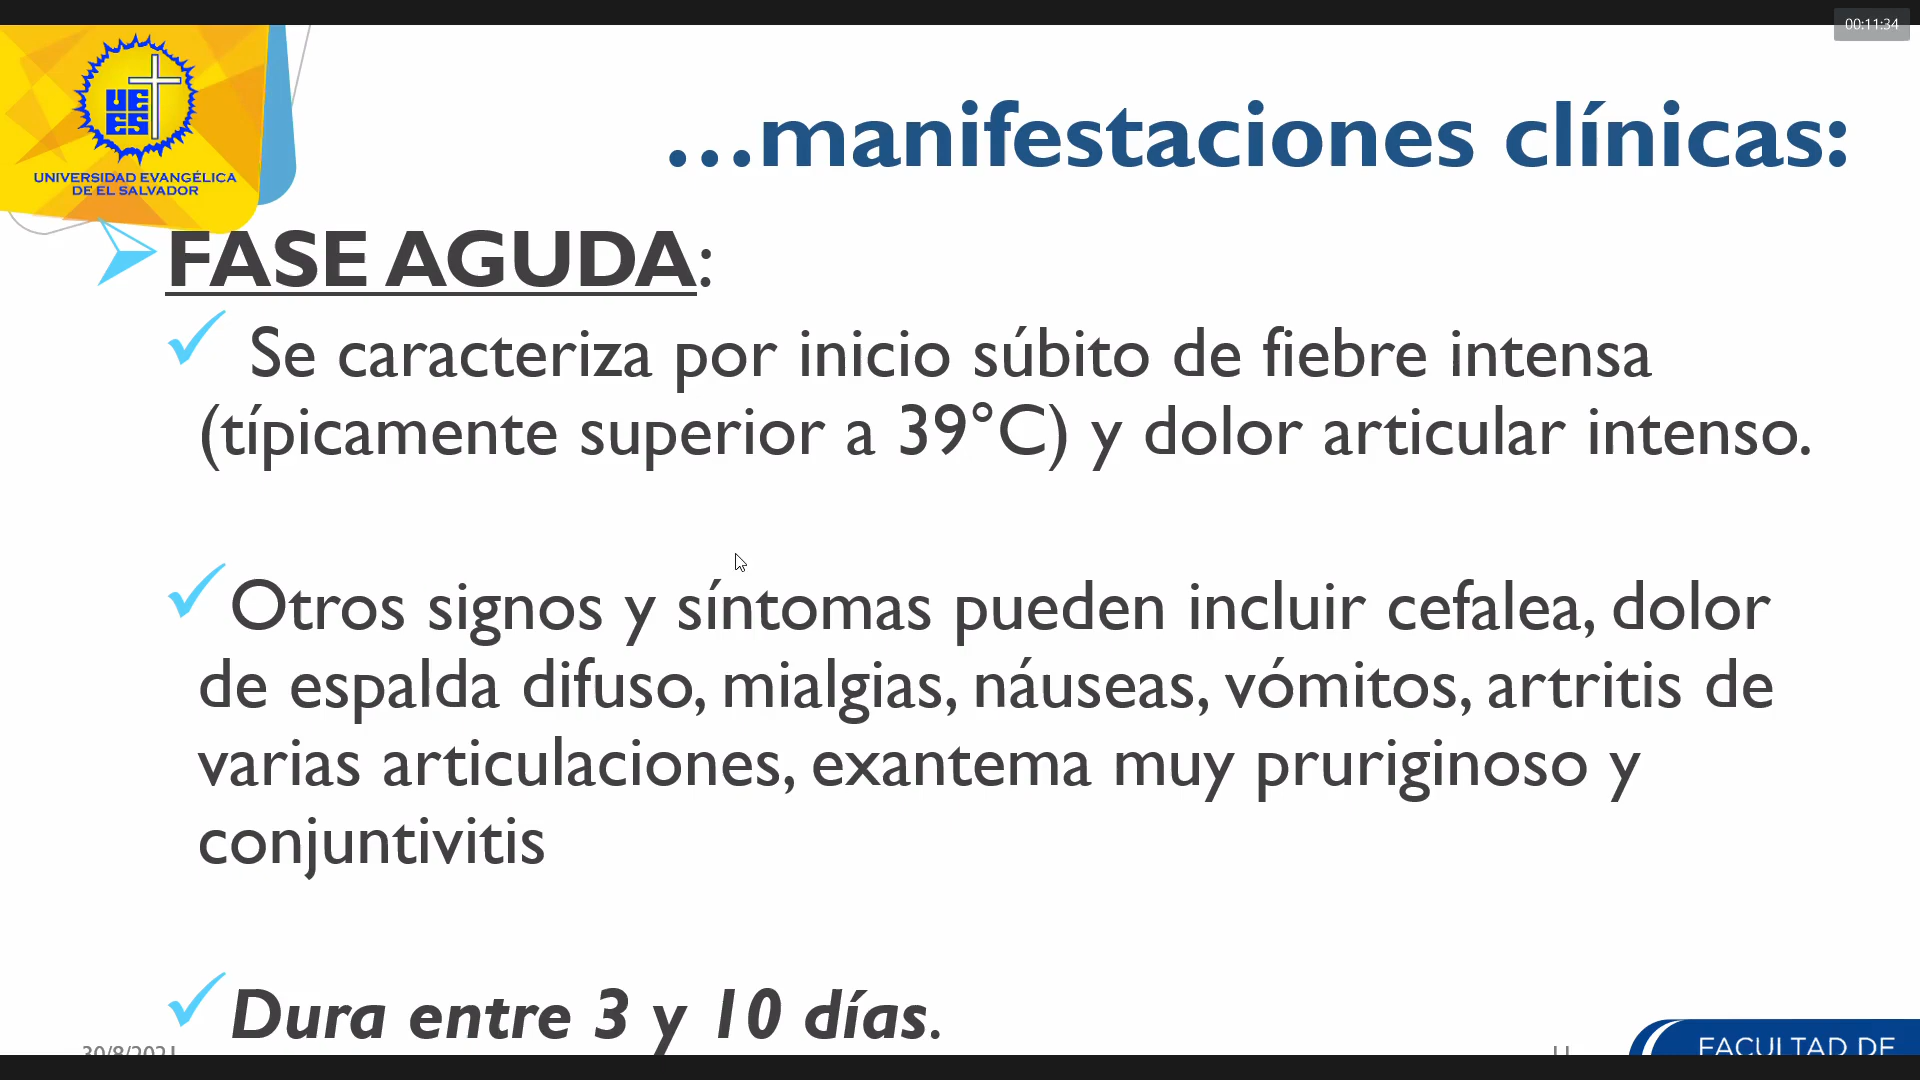 00:11:34
UE
ES
UNIVERSIDAD EVANGÉLICA
DE EL SALVADOR
...manifestaciones clínicas:
FASE AGUDA:
Se caracteriza por inicio súbito de fiebre intensa
(típicamente superior a 39°C) y dolor articular intenso.
Otros signos y síntomas pueden incluir cefalea, dolor
de espalda difuso, mialgias, náuseas, vómitos, artritis de
varias articulaciones, exantema muy pruriginoso y
conjuntivitis
Dura entre 3 y 10 días.
30/8/2021
FACULTAD DE